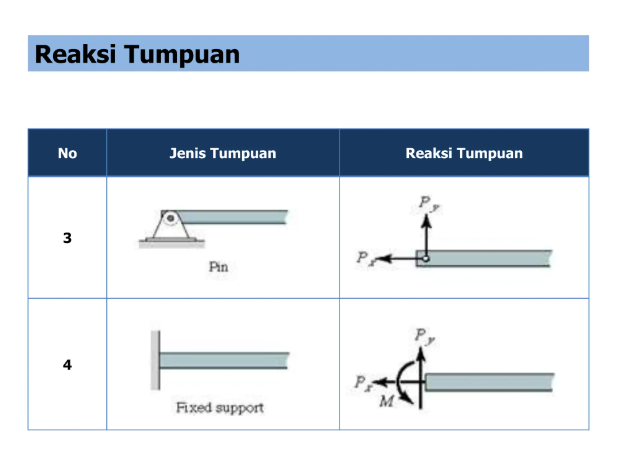 Reaksi Tumpuan
No Jenis Tumpuan Reaksi Tumpuan
3
Pin
Py
Px
4
Fixed support
Py
Px
M